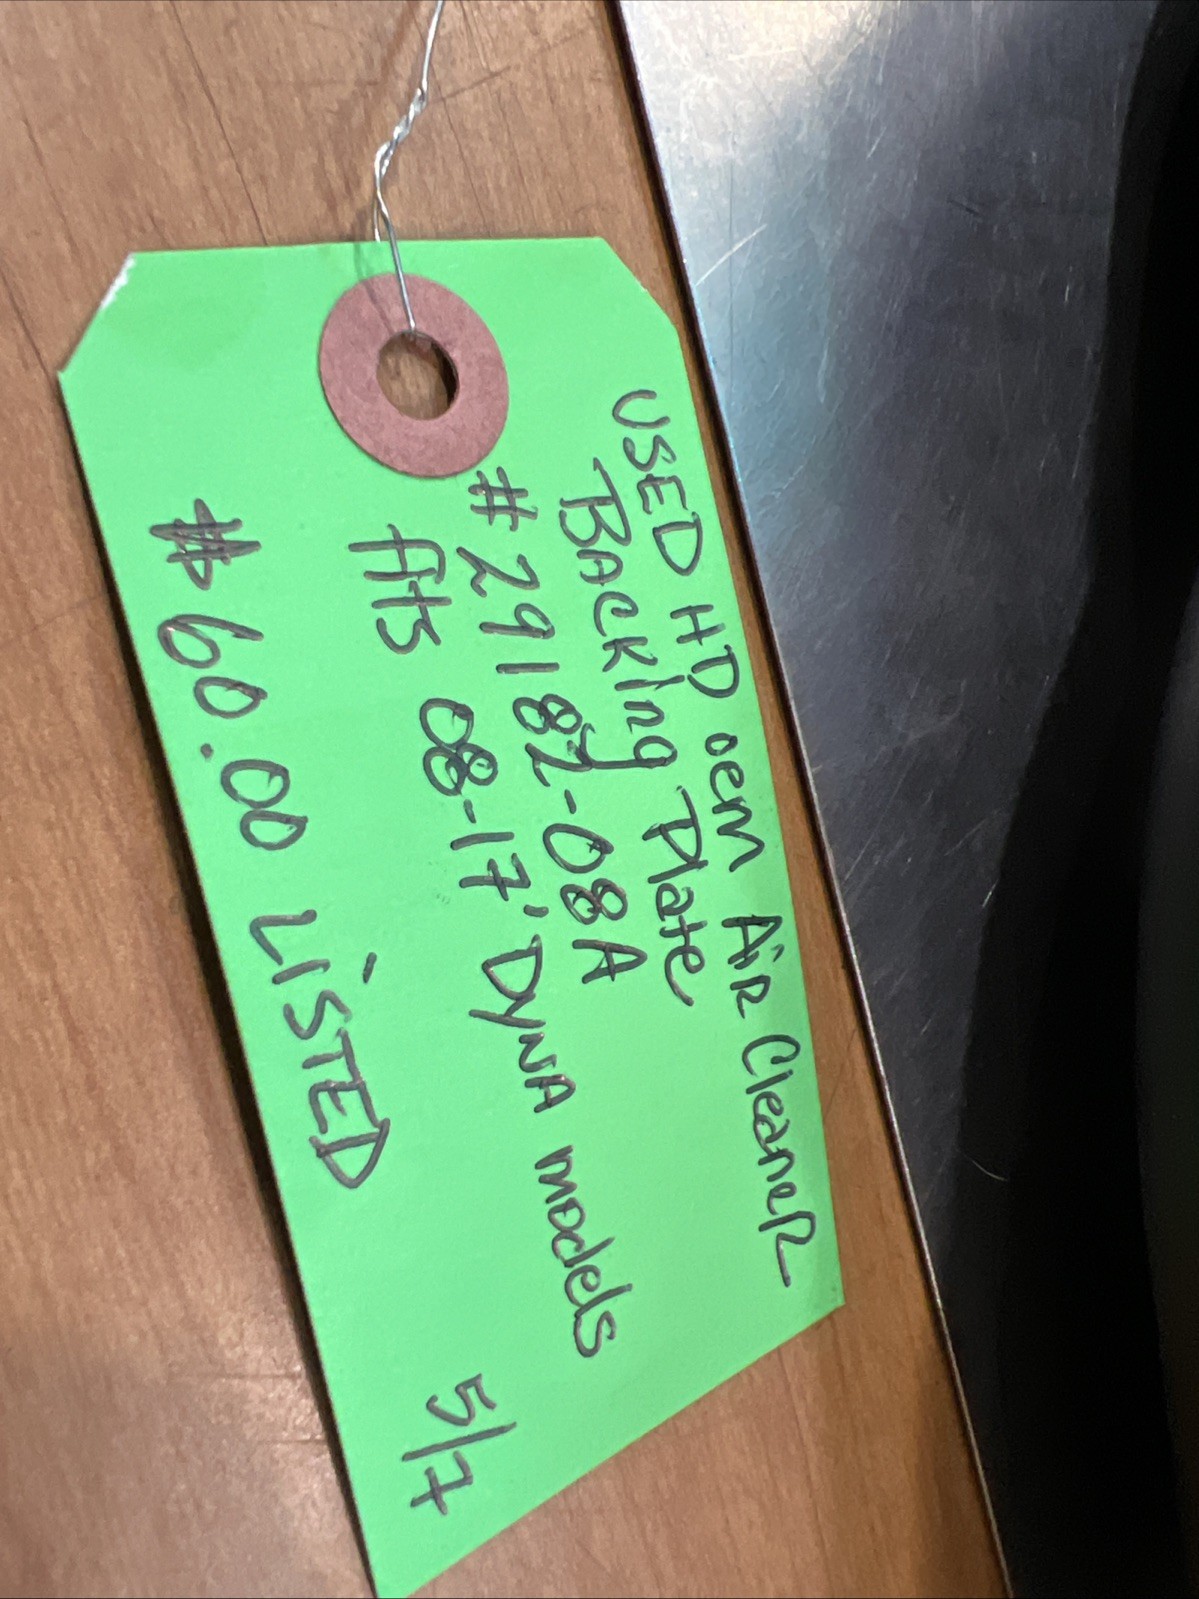 USED HD oem AiR CleaneR
BACKing Plate
# 29182-08A
fits 08-17' DyNA models
$60.00 LiSTED
5/7